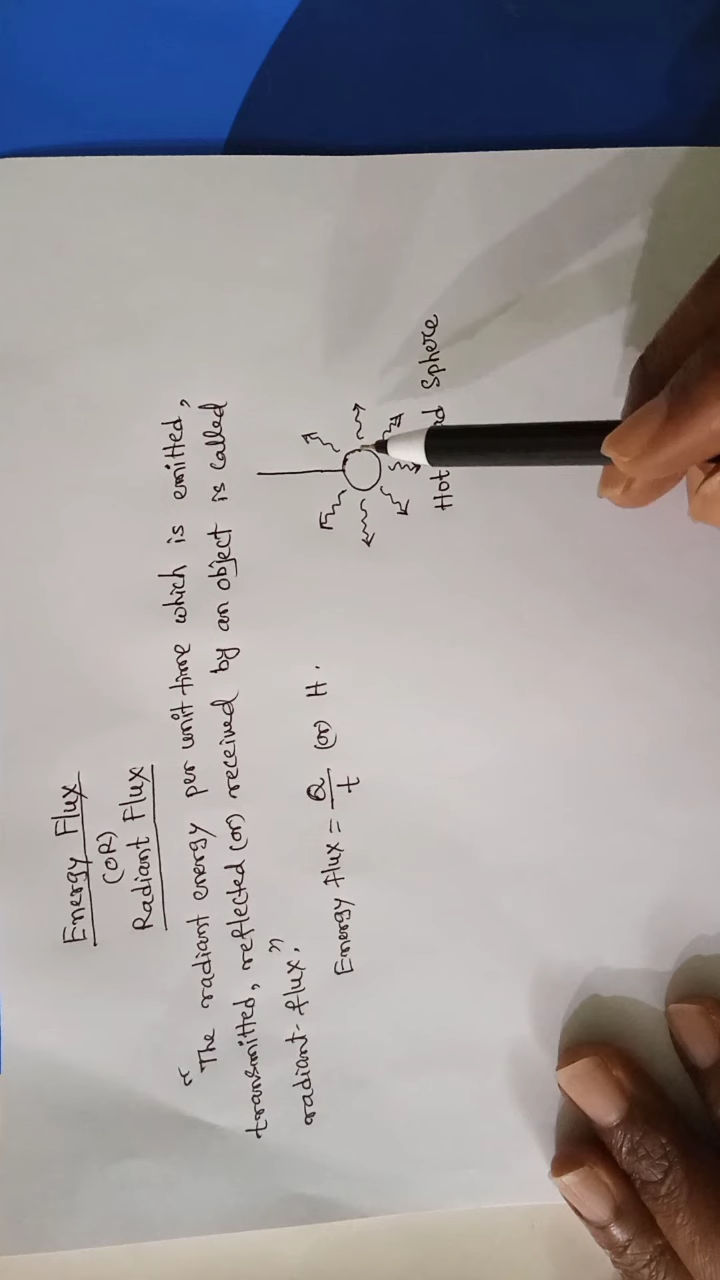 Energy Flux
(OR)
Radiant Flux
"The radiant energy per unit time which is emitted,
transmitted, reflected (or) received by an object is called
radiant flux".
Energy flux = Q/t (or) H.
Hot Sphere